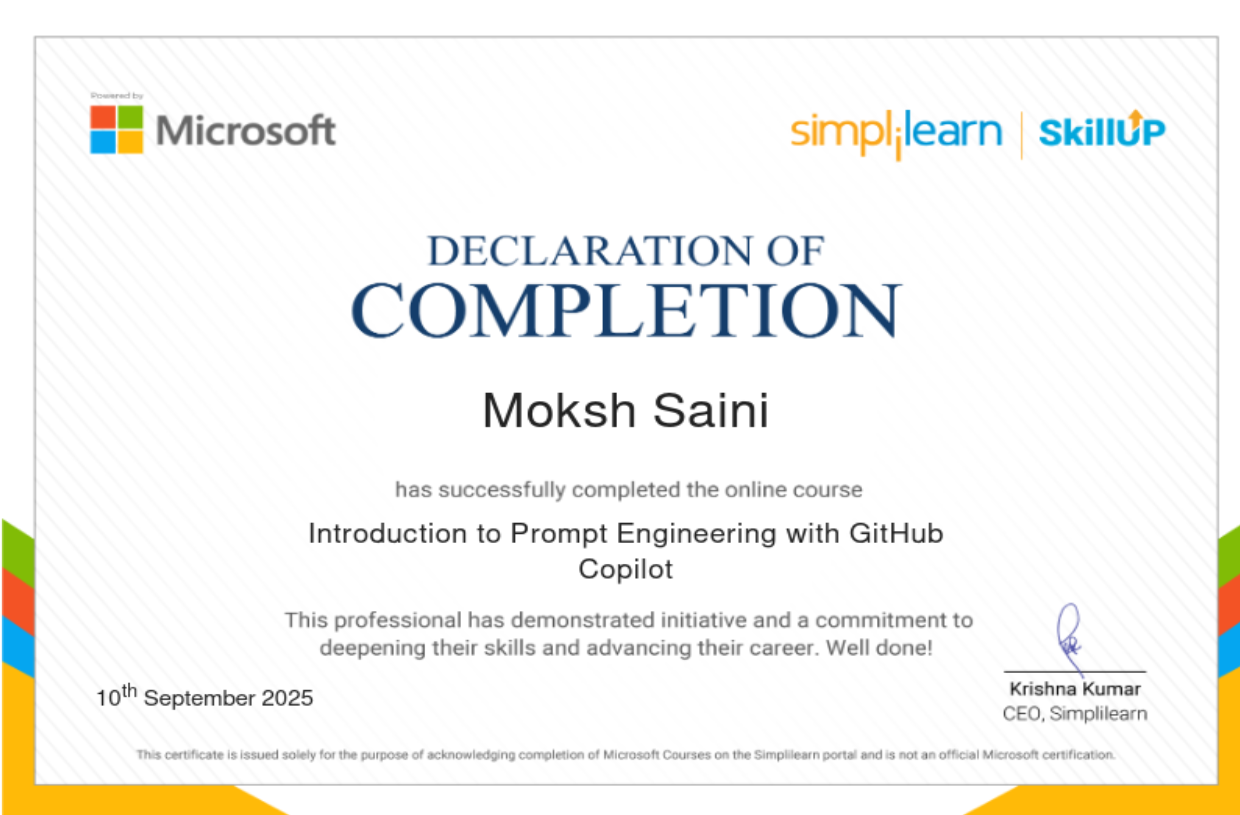 Powered by
Microsoft
simplilearn | SkillUP
DECLARATION OF
COMPLETION
Moksh Saini
has successfully completed the online course
Introduction to Prompt Engineering with GitHub
Copilot
This professional has demonstrated initiative and a commitment to
deepening their skills and advancing their career. Well done!
10th September 2025
Krishna Kumar
CEO, Simplilearn
This certificate is issued solely for the purpose of acknowledging completion of Microsoft Courses on the Simplilearn portal and is not an official Microsoft certification.